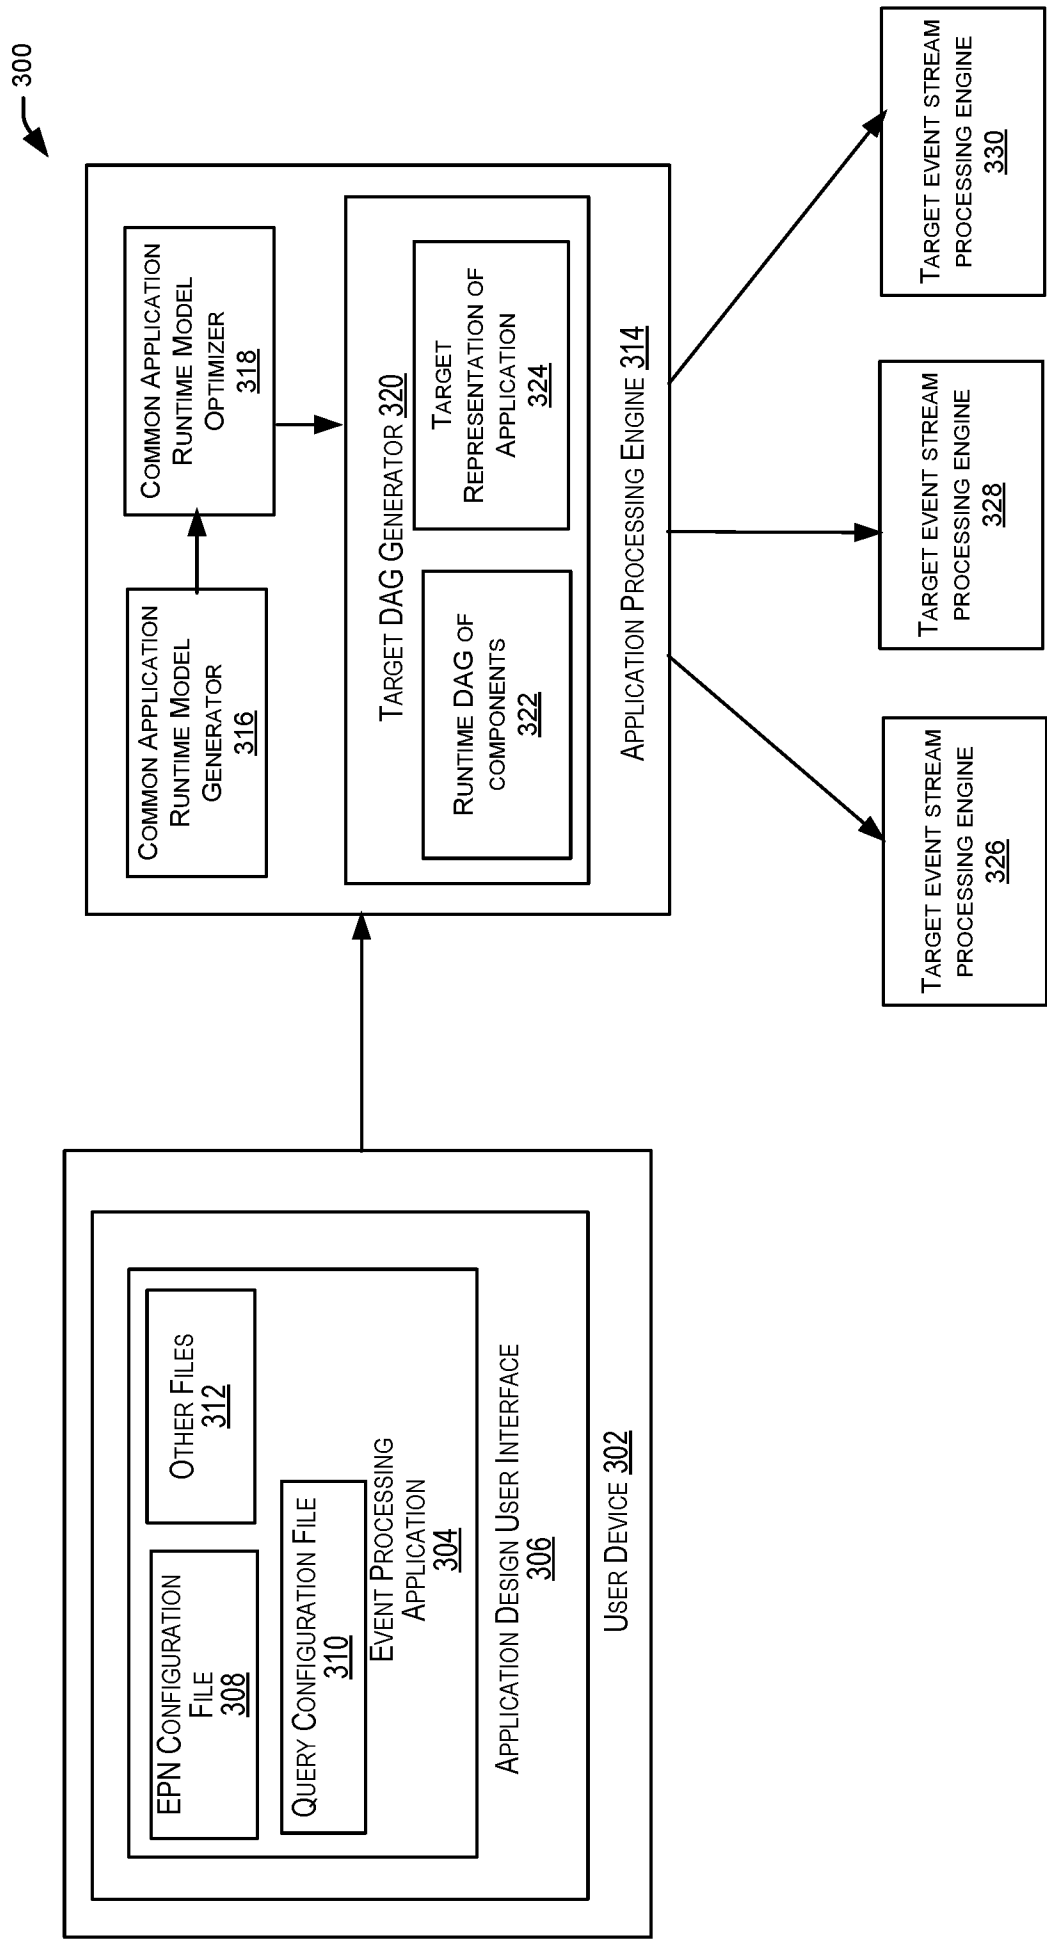 300
EPN Configuration
File
308
Other Files
312
Query Configuration File
310
Event Processing
Application
304
Application Design User Interface
306
User Device 302
Common Application
Runtime Model
Generator
316
Common Application
Runtime Model
Optimizer
318
Target DAG Generator 320
Runtime DAG of
components
322
Target
Representation of
Application
324
Application Processing Engine 314
Target event stream
processing engine
326
Target event stream
processing engine
328
Target event stream
processing engine
330